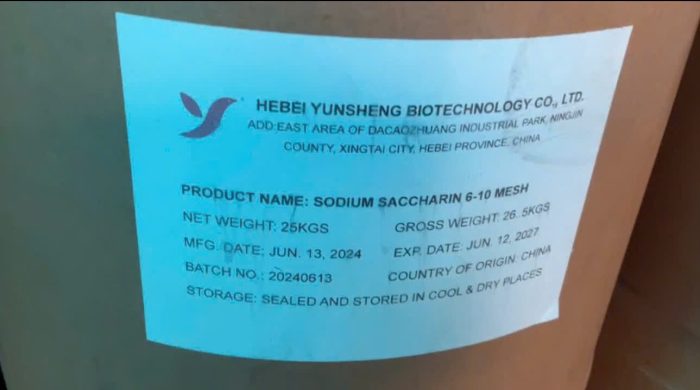 HEBEI YUNSHENG BIOTECHNOLOGY CO., LTD.
ADD:EAST AREA OF DACAOZHUANG INDUSTRIAL PARK, NINGJIN
COUNTY, XINGTAI CITY, HEBEI PROVINCE, CHINA
PRODUCT NAME: SODIUM SACCHARIN 6-10 MESH
NET WEIGHT: 25KGS GROSS WEIGHT: 26..5KGS
MFG. DATE: JUN. 13, 2024 EXP. DATE: JUN. 12, 2027
BATCH NO.: 20240613 COUNTRY OF ORIGIN: CHINA
STORAGE: SEALED AND STORED IN COOL & DRY PLACES